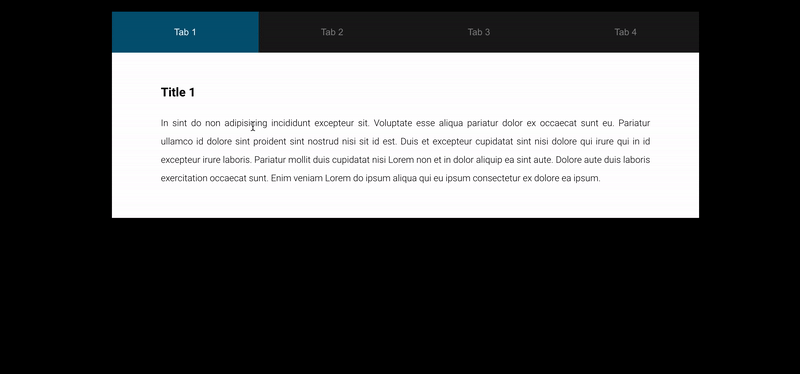 Tab 1 Tab 2 Tab 3 Tab 4
Title 1
In sint do non adipisicing incididunt excepteur sit. Voluptate esse aliqua pariatur dolor ex occaecat sunt eu. Pariatur
ullamco id dolore sint proident sint nostrud nisi sit id est. Duis et excepteur cupidatat sint nisi dolore qui irure qui in id
excepteur irure laboris. Pariatur mollit duis cupidatat nisi Lorem non et in dolor aliquip ea sint aute. Dolore aute duis laboris
exercitation occaecat sunt. Enim veniam Lorem do ipsum aliqua qui eu ipsum consectetur ex dolore ea ipsum.